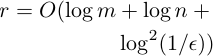 r = O(log m + log n +
log²(1/ϵ))